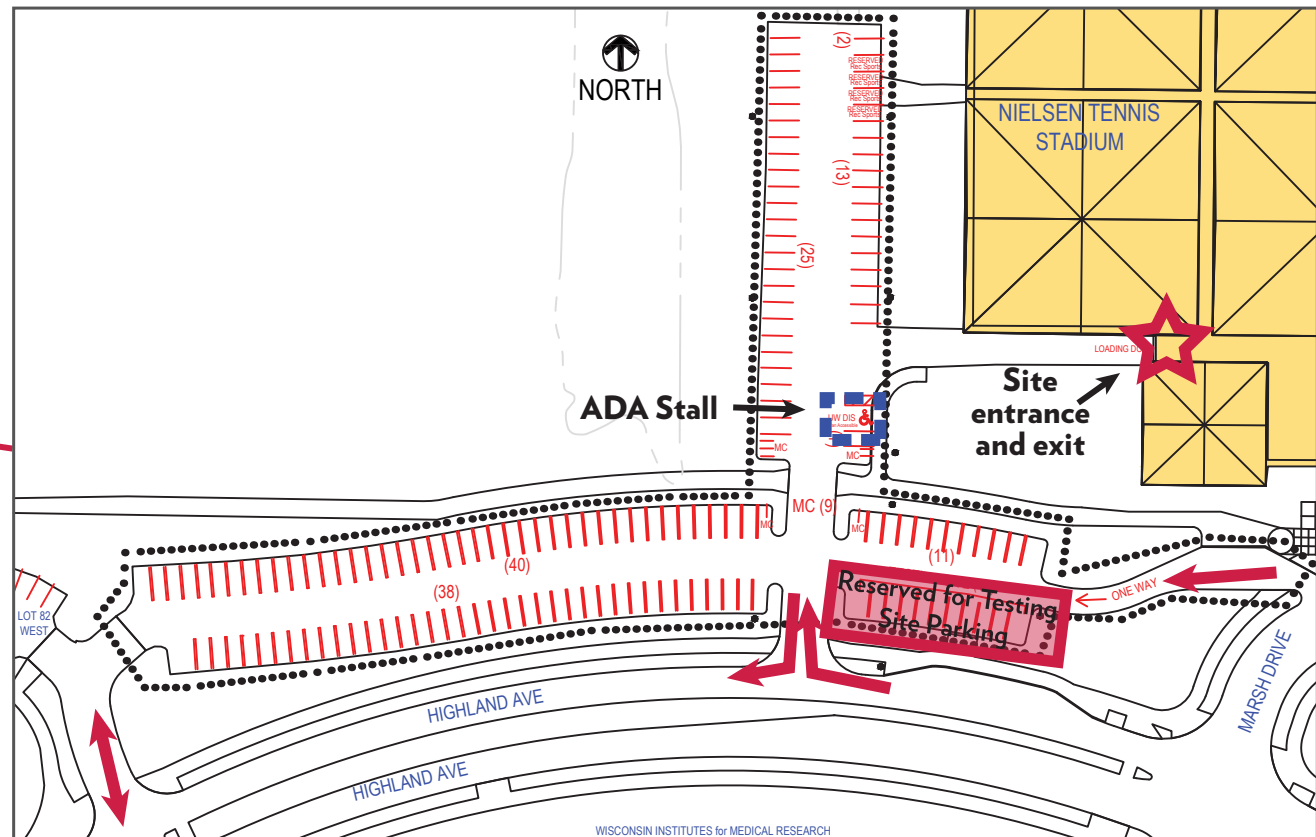 NORTH
(2)
RESERVED
Rec Sports
RESERVED
Rec Sports
RESERVED
Rec Sports
RESERVED
Rec Sports
NIELSEN TENNIS
STADIUM
(13)
(25)
LOADING
ADA Stall
UW DIS
Site
entrance
and exit
MC
MC
MC (9)
MC
MC
(40)
(38)
(11)
Reserved for Testing
Site Parking
ONE WAY
LOT 82
WEST
HIGHLAND AVE
HIGHLAND AVE
MARSH DRIVE
WISCONSIN INSTITUTES for MEDICAL RESEARCH